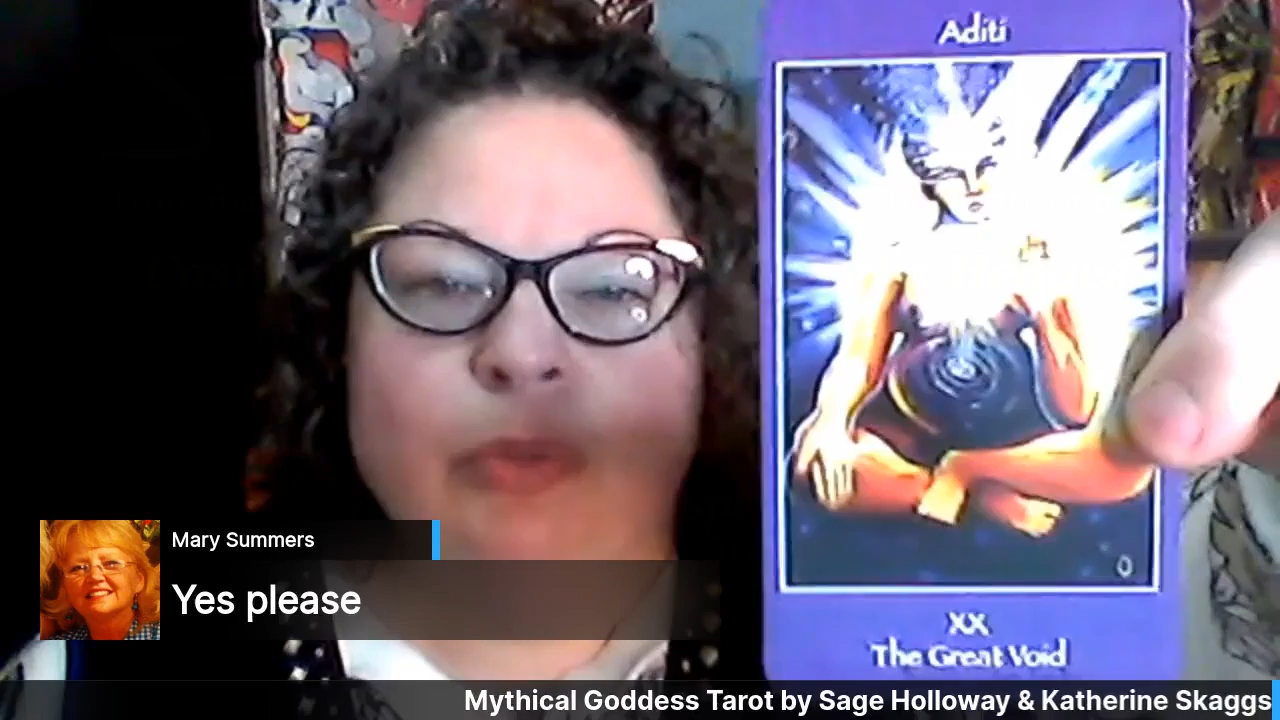 Aditi
XX
The Great Void
Mary Summers
Yes please
Mythical Goddess Tarot by Sage Holloway & Katherine Skaggs